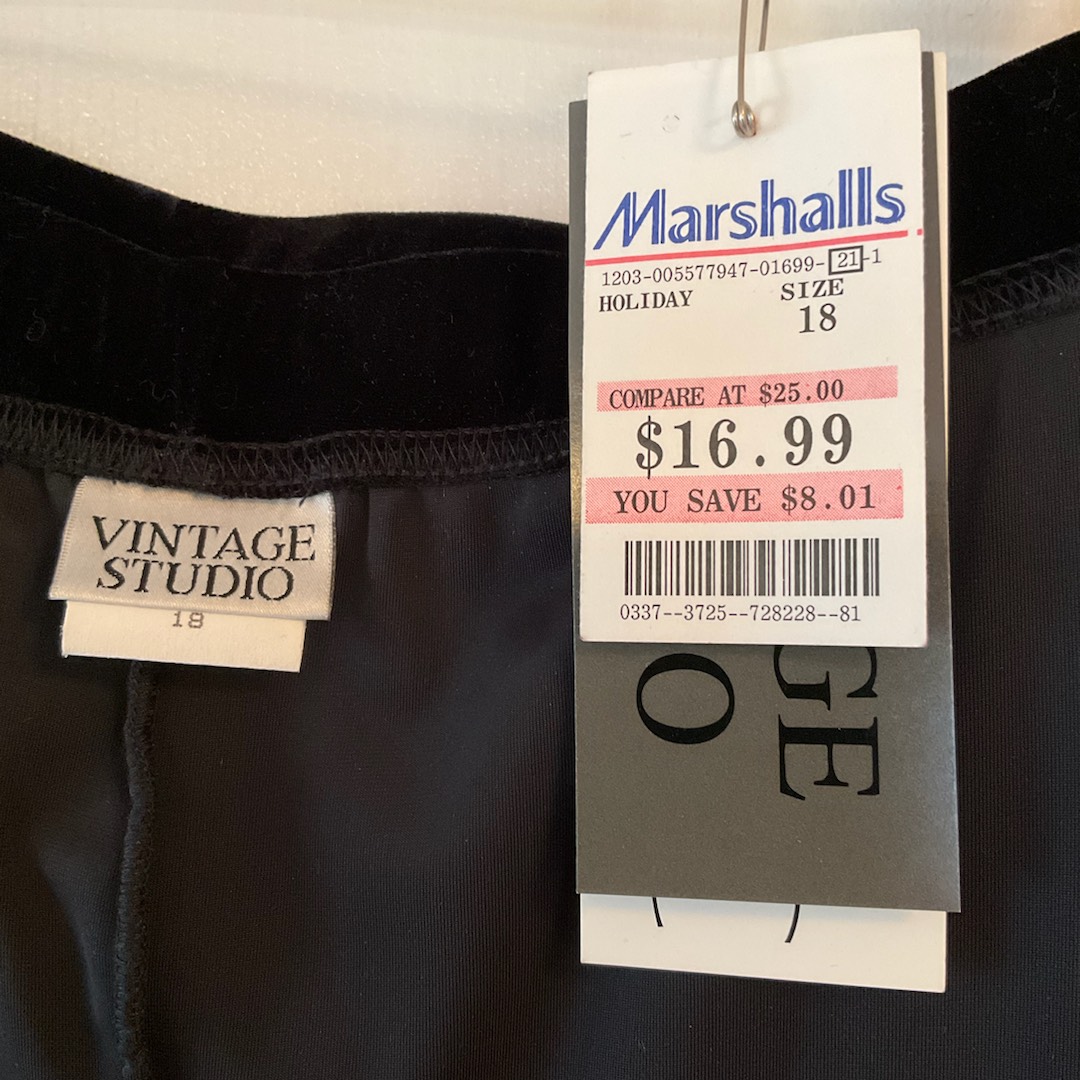 VINTAGE
STUDIO
18
Marshalls
1203-005577947-01699-21-1
HOLIDAY SIZE
18
COMPARE AT $25.00
$16.99
YOU SAVE $8.01
0337--3725--728228--81
GE
O